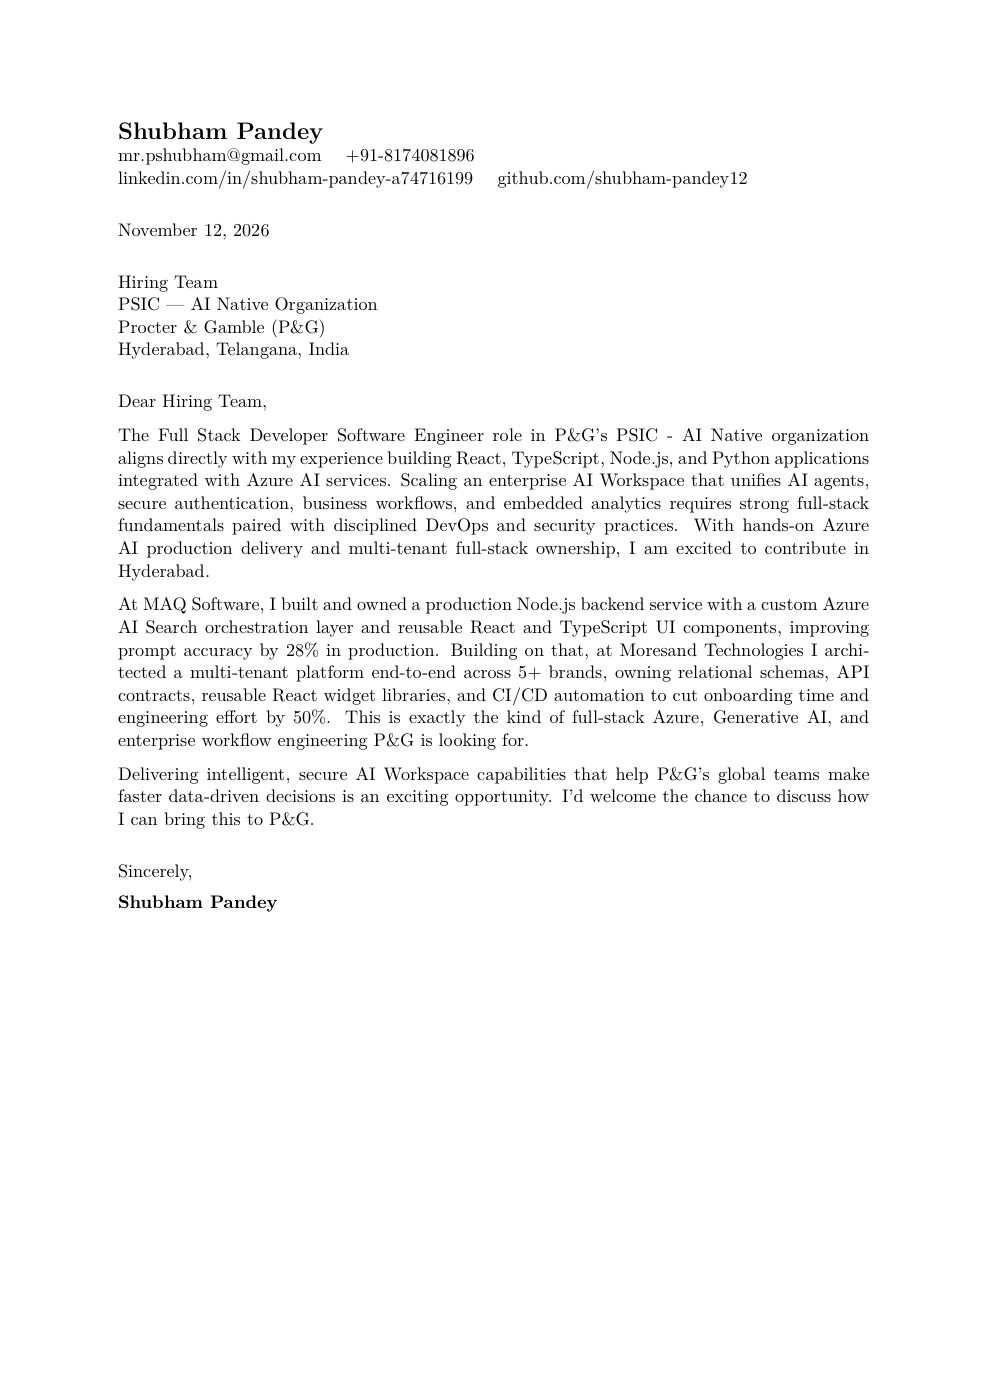 Shubham Pandey
mr.pshubham@gmail.com +91-8174081896
linkedin.com/in/shubham-pandey-a74716199 github.com/shubham-pandey12
November 12, 2026
Hiring Team
PSIC — AI Native Organization
Procter & Gamble (P&G)
Hyderabad, Telangana, India
Dear Hiring Team,
The Full Stack Developer Software Engineer role in P&G's PSIC - AI Native organization
aligns directly with my experience building React, TypeScript, Node.js, and Python applications
integrated with Azure AI services. Scaling an enterprise AI Workspace that unifies AI agents,
secure authentication, business workflows, and embedded analytics requires strong full-stack
fundamentals paired with disciplined DevOps and security practices. With hands-on Azure
AI production delivery and multi-tenant full-stack ownership, I am excited to contribute in
Hyderabad.
At MAQ Software, I built and owned a production Node.js backend service with a custom Azure
AI Search orchestration layer and reusable React and TypeScript UI components, improving
prompt accuracy by 28% in production. Building on that, at Moresand Technologies I archi-
tected a multi-tenant platform end-to-end across 5+ brands, owning relational schemas, API
contracts, reusable React widget libraries, and CI/CD automation to cut onboarding time and
engineering effort by 50%. This is exactly the kind of full-stack Azure, Generative AI, and
enterprise workflow engineering P&G is looking for.
Delivering intelligent, secure AI Workspace capabilities that help P&G's global teams make
faster data-driven decisions is an exciting opportunity. I'd welcome the chance to discuss how
I can bring this to P&G.
Sincerely,
Shubham Pandey